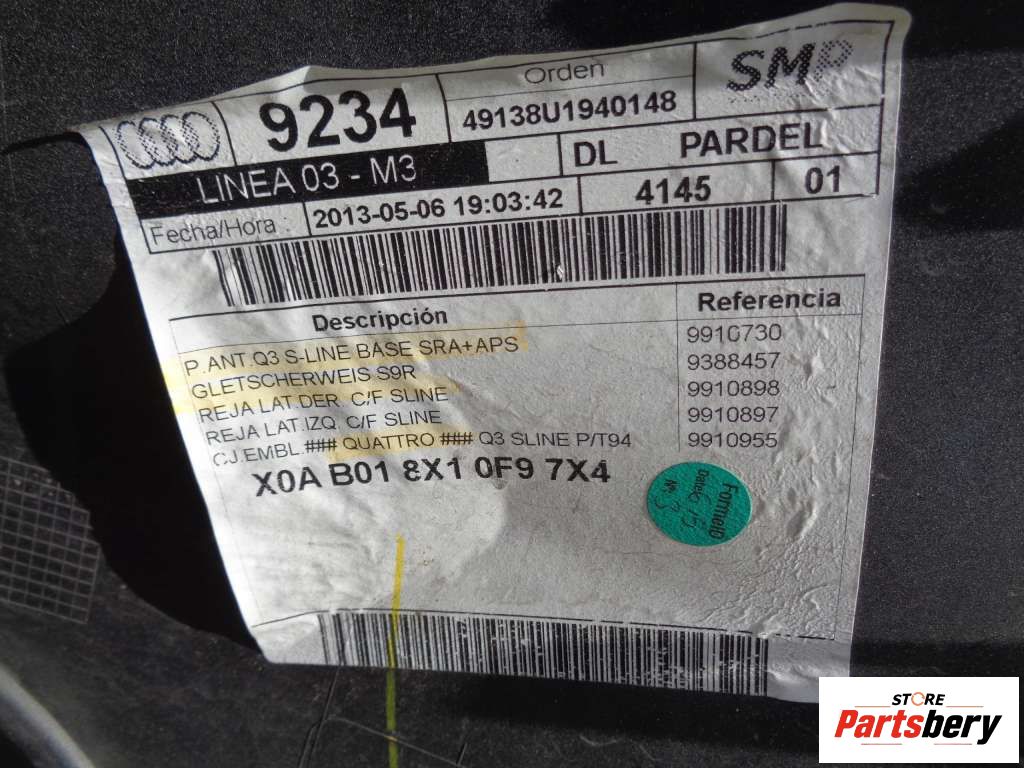 9234
Orden
49138U1940148
SMP
LINEA 03 - M3
DL PARDEL
Fecha/Hora :
2013-05-06 19:03:42
4145
01
Descripción
Referencia
P.ANT.Q3 S-LINE BASE SRA+APS 9910730
GLETSCHERWEIS S9R 9388457
REJA LAT.DER. C/F SLINE 9910898
REJA LAT.IZQ. C/F SLINE 9910897
CJ.EMBL.### QUATTRO ### Q3 SLINE P/T94 9910955
X0A B01 8X1 0F9 7X4
STORE
Partsbery